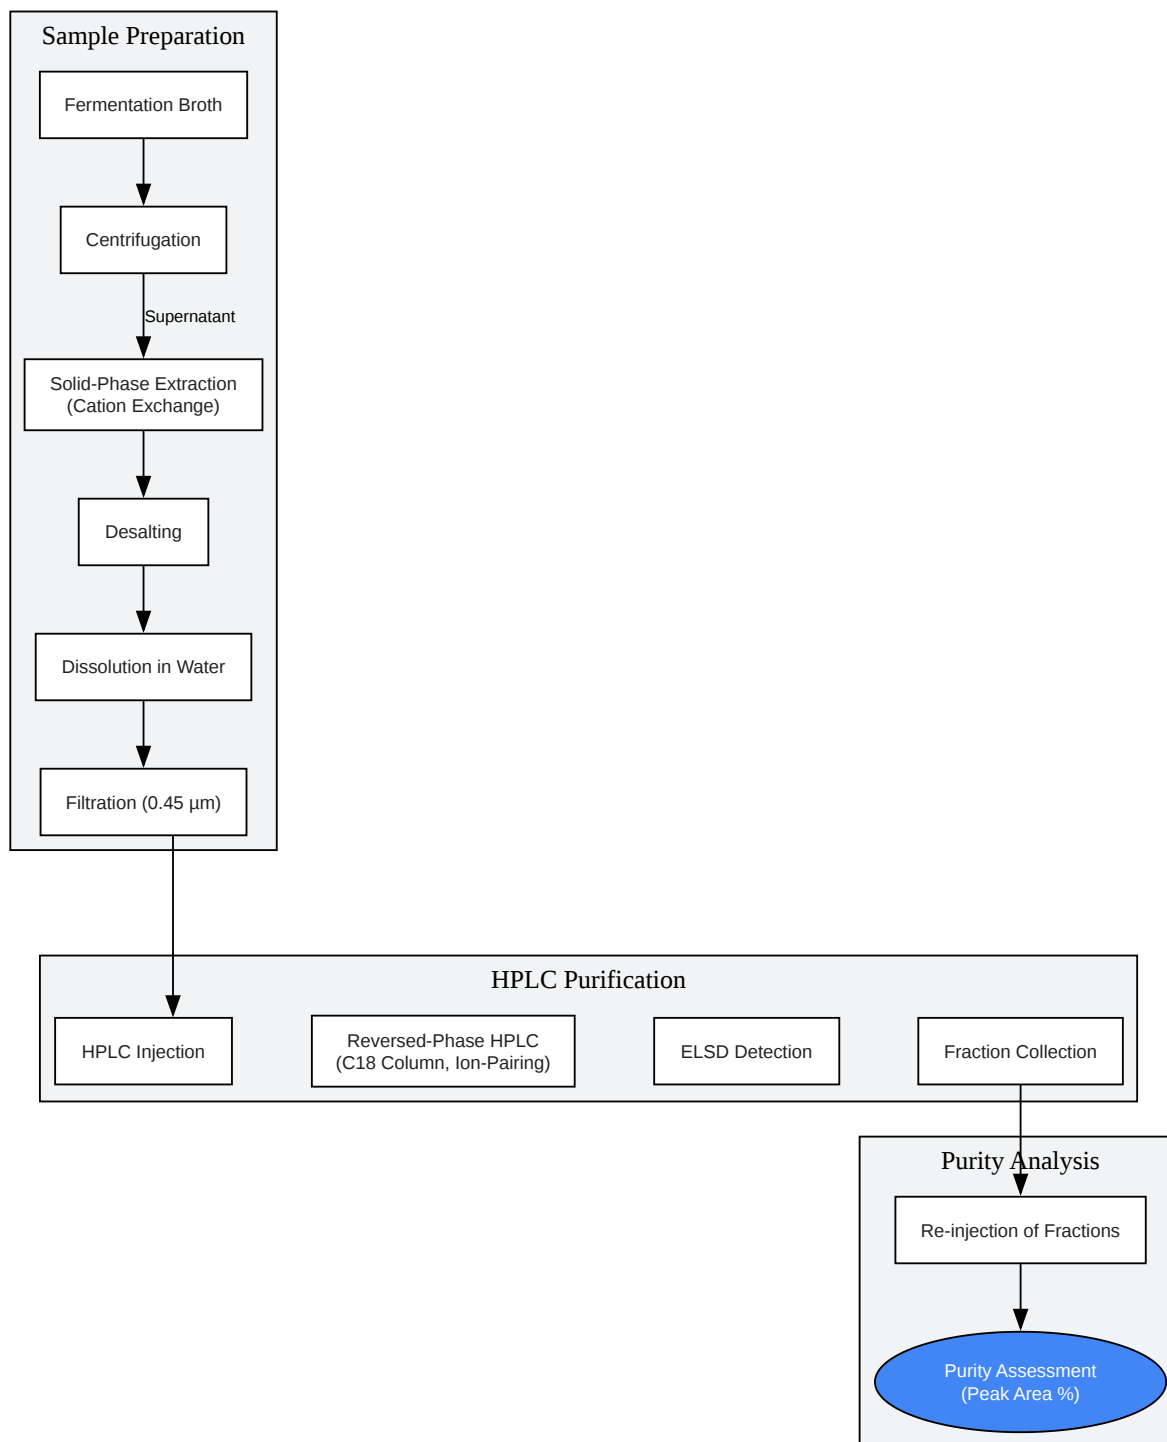 Sample Preparation
Fermentation Broth
Centrifugation
Supernatant
Solid-Phase Extraction
(Cation Exchange)
Desalting
Dissolution in Water
Filtration (0.45 µm)
HPLC Purification
HPLC Injection
Reversed-Phase HPLC
(C18 Column, Ion-Pairing)
ELSD Detection
Fraction Collection
Purity Analysis
Re-injection of Fractions
Purity Assessment
(Peak Area %)